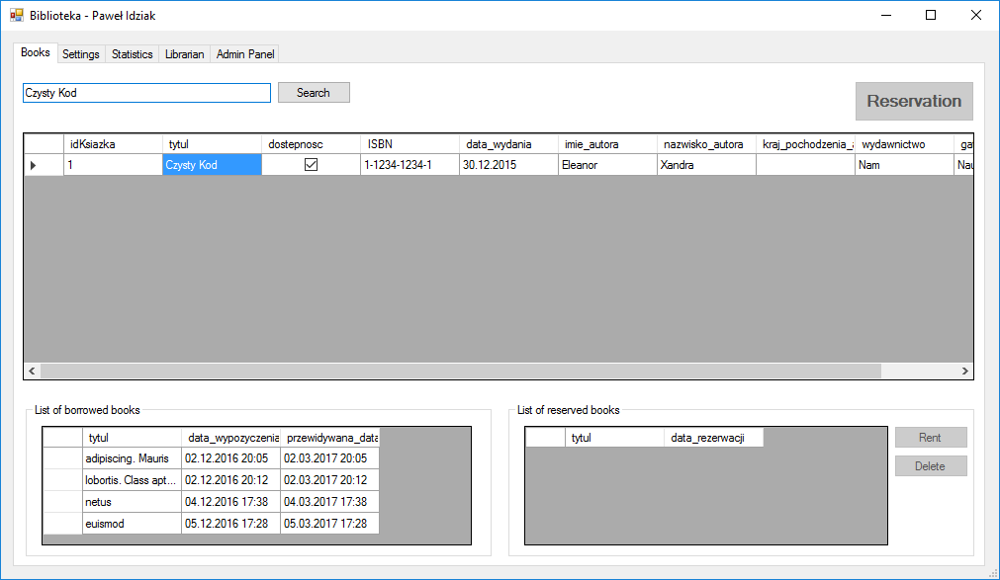 Biblioteka - Paweł Idziak
Books Settings Statistics Librarian Admin Panel
Czysty Kod Search Reservation
idKsiazka tytul dostepnosc ISBN data_wydania imie_autora nazwisko_autora kraj_pochodzenia_ wydawnictwo
1 Czysty Kod 1-1234-1234-1 30.12.2015 Eleanor Xandra Nam
List of borrowed books
tytul data_wypozyczenia przewidywana_data
adipiscing. Mauris 02.12.2016 20:05 02.03.2017 20:05
lobortis. Class apt... 02.12.2016 20:12 02.03.2017 20:12
netus 04.12.2016 17:38 04.03.2017 17:38
euismod 05.12.2016 17:28 05.03.2017 17:28
List of reserved books
tytul data_rezerwacji
Rent
Delete